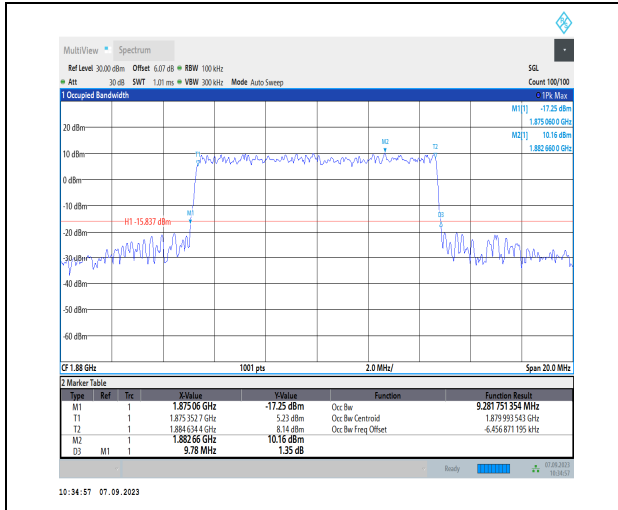 MultiView Spectrum
Ref Level 30.00 dBm Offset 6.07 dB RBW 100 kHz SGL
Att 30 dB SWT 1.01 ms VBW 300 kHz Mode Auto Sweep Count 100/100
1 Occupied Bandwidth 1Pk Max
M1[1] -17.25 dBm
1.875 060 0 GHz
M2[1] 10.16 dBm
1.882 660 0 GHz
20 dBm
M2
T2
10 dBm
T1
0 dBm
-10 dBm
M1
D3
H1 -15.837 dBm
-20 dBm
-30 dBm
-40 dBm
-50 dBm
-60 dBm
CF 1.88 GHz 1001 pts 2.0 MHz/ Span 20.0 MHz
2 Marker Table
Type Ref Trc X-Value Y-Value Function Function Result
M1 1 1.875 06 GHz -17.25 dBm Occ Bw 9.281 751 354 MHz
T1 1 1.875 352 7 GHz 5.23 dBm Occ Bw Centroid 1.879 993 543 GHz
T2 1 1.884 634 4 GHz 8.14 dBm Occ Bw Freq Offset -6.456 871 195 kHz
M2 1 1.882 66 GHz 10.16 dBm
D3 M1 1 9.78 MHz 1.35 dB
Ready 07.09.2023
10:34:57
10:34:57 07.09.2023